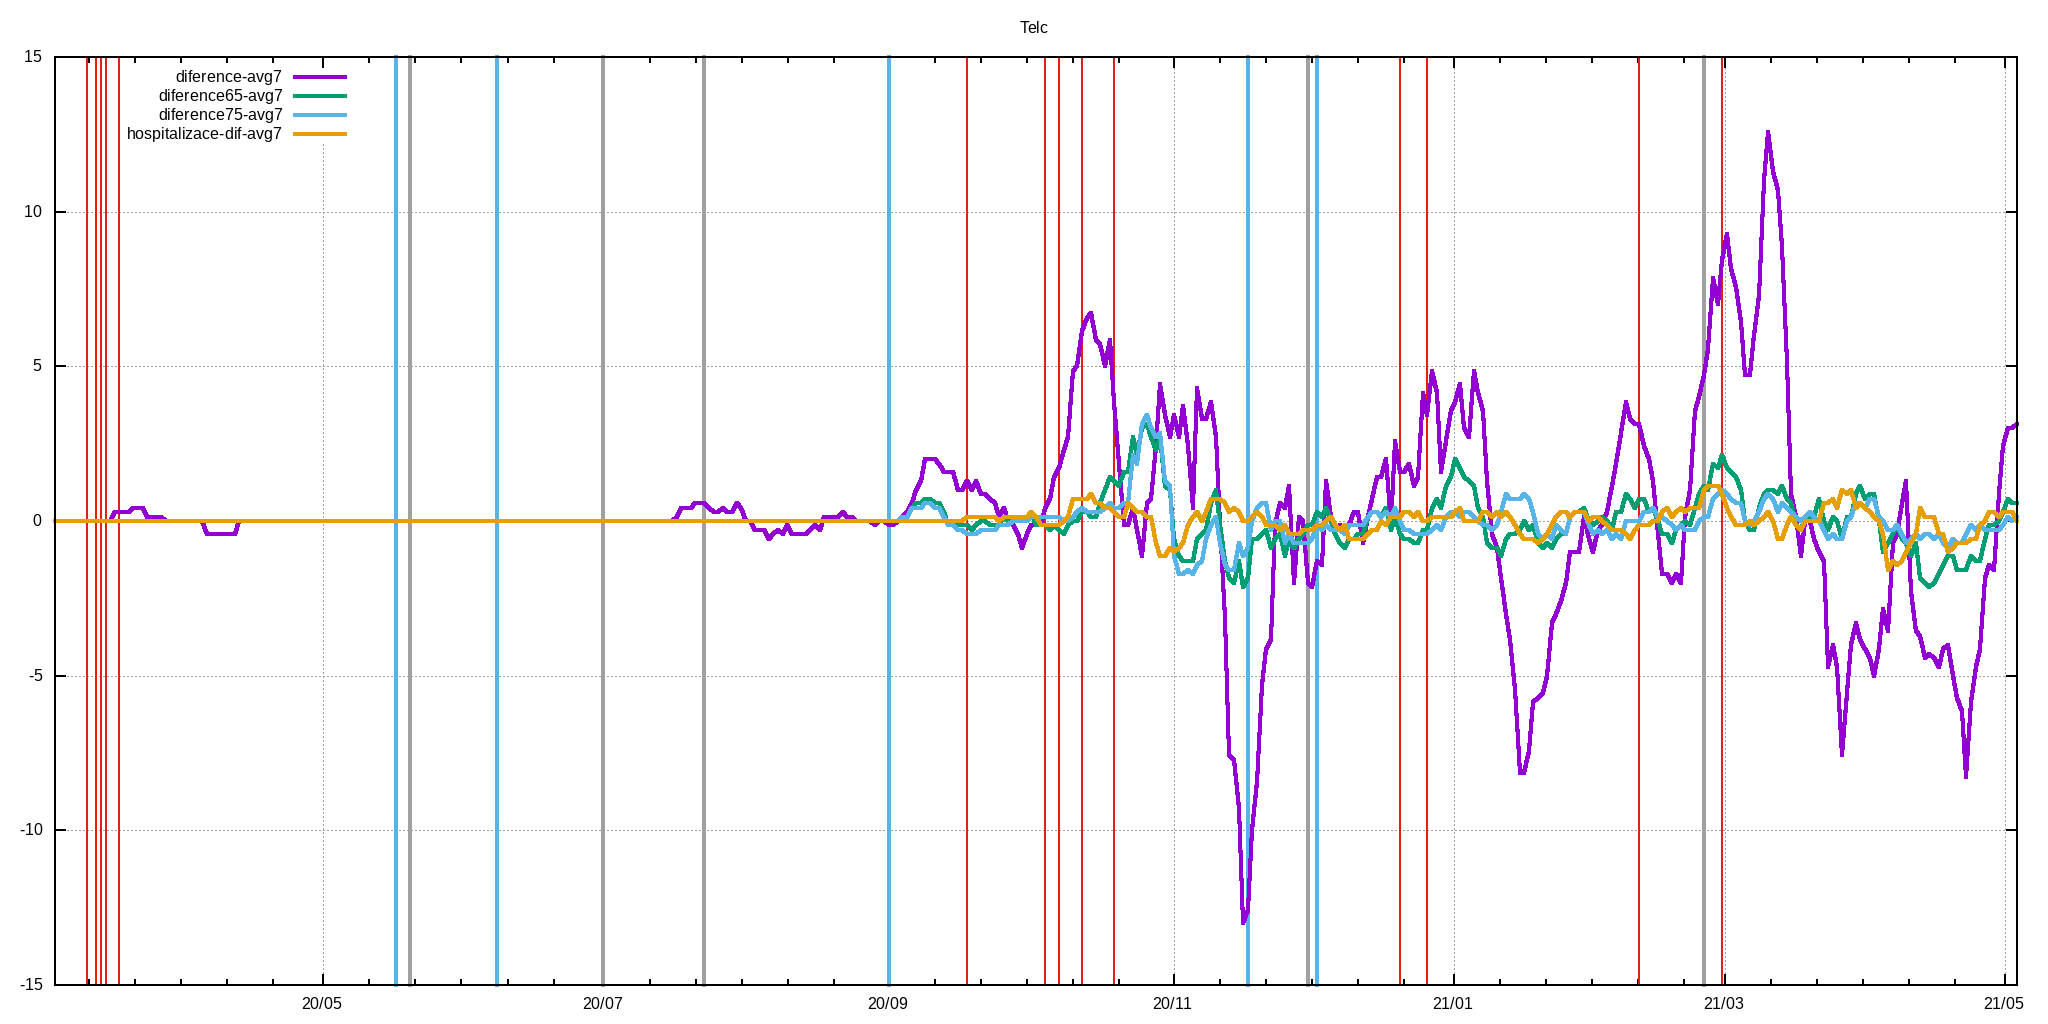 Telc
15
diference-avg7
diference65-avg7
diference75-avg7
hospitalizace-dif-avg7
10
5
0
-5
-10
-15
20/05 20/07 20/09 20/11 21/01 21/03 21/05